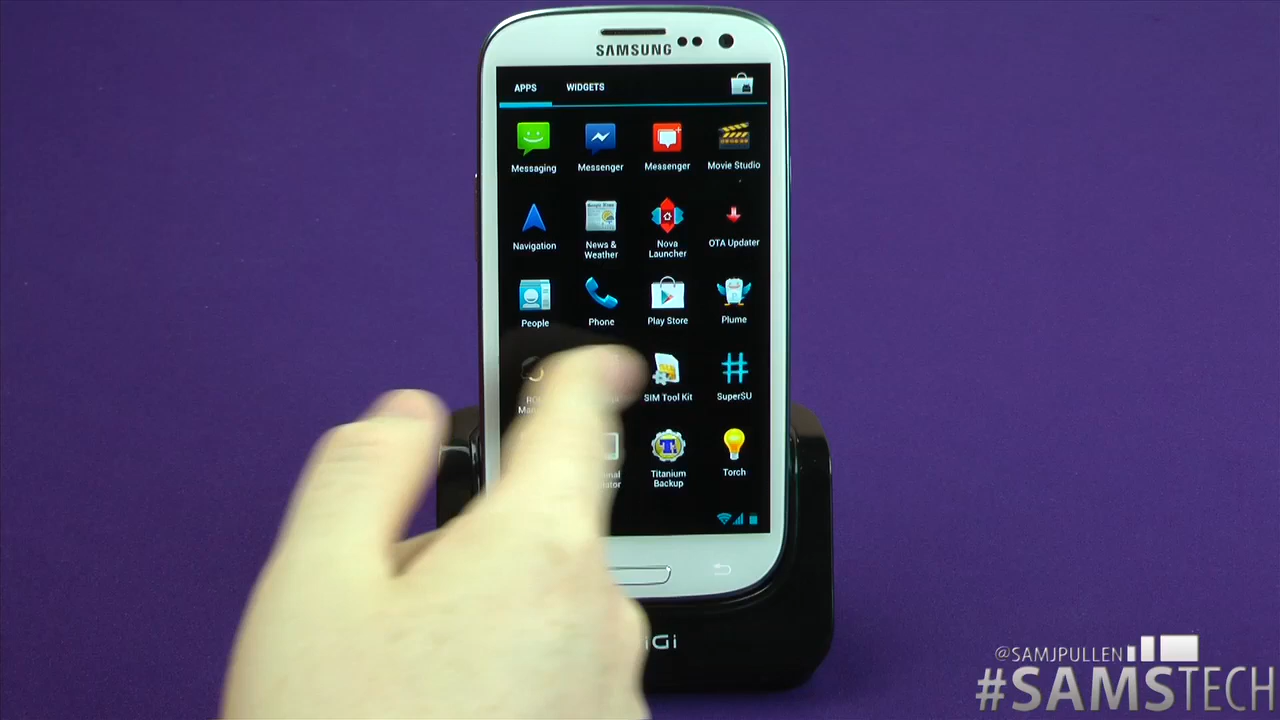 SAMSUNG
APPS WIDGETS
Messaging Messenger Messenger Movie Studio
Navigation News & Weather Nova Launcher OTA Updater
People Phone Play Store Plume
SIM Tool Kit SuperSU
Titanium Backup Torch
@SAMJPULLEN
#SAMSTECH